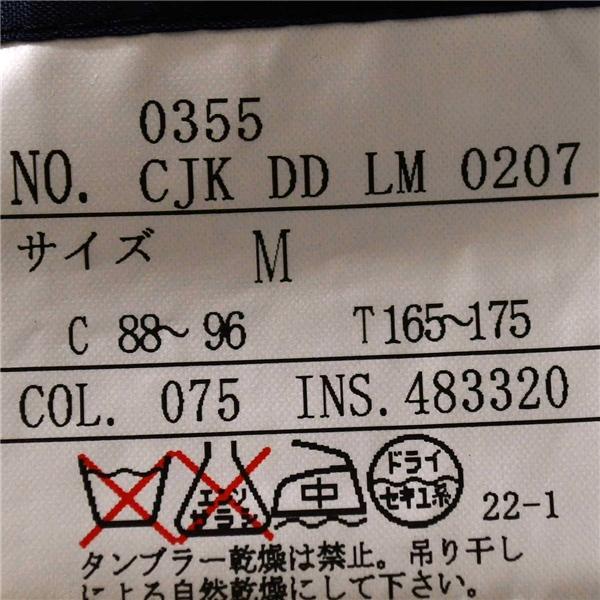 0355
NO. CJK DD LM 0207
サイズ M
C 88~96 T165~175
COL. 075 INS.483320
エンソ サラシ 中 ドライ セキユ系 22-1
タンブラー乾燥は禁止。吊り干し
による自然乾燥にして下さい。